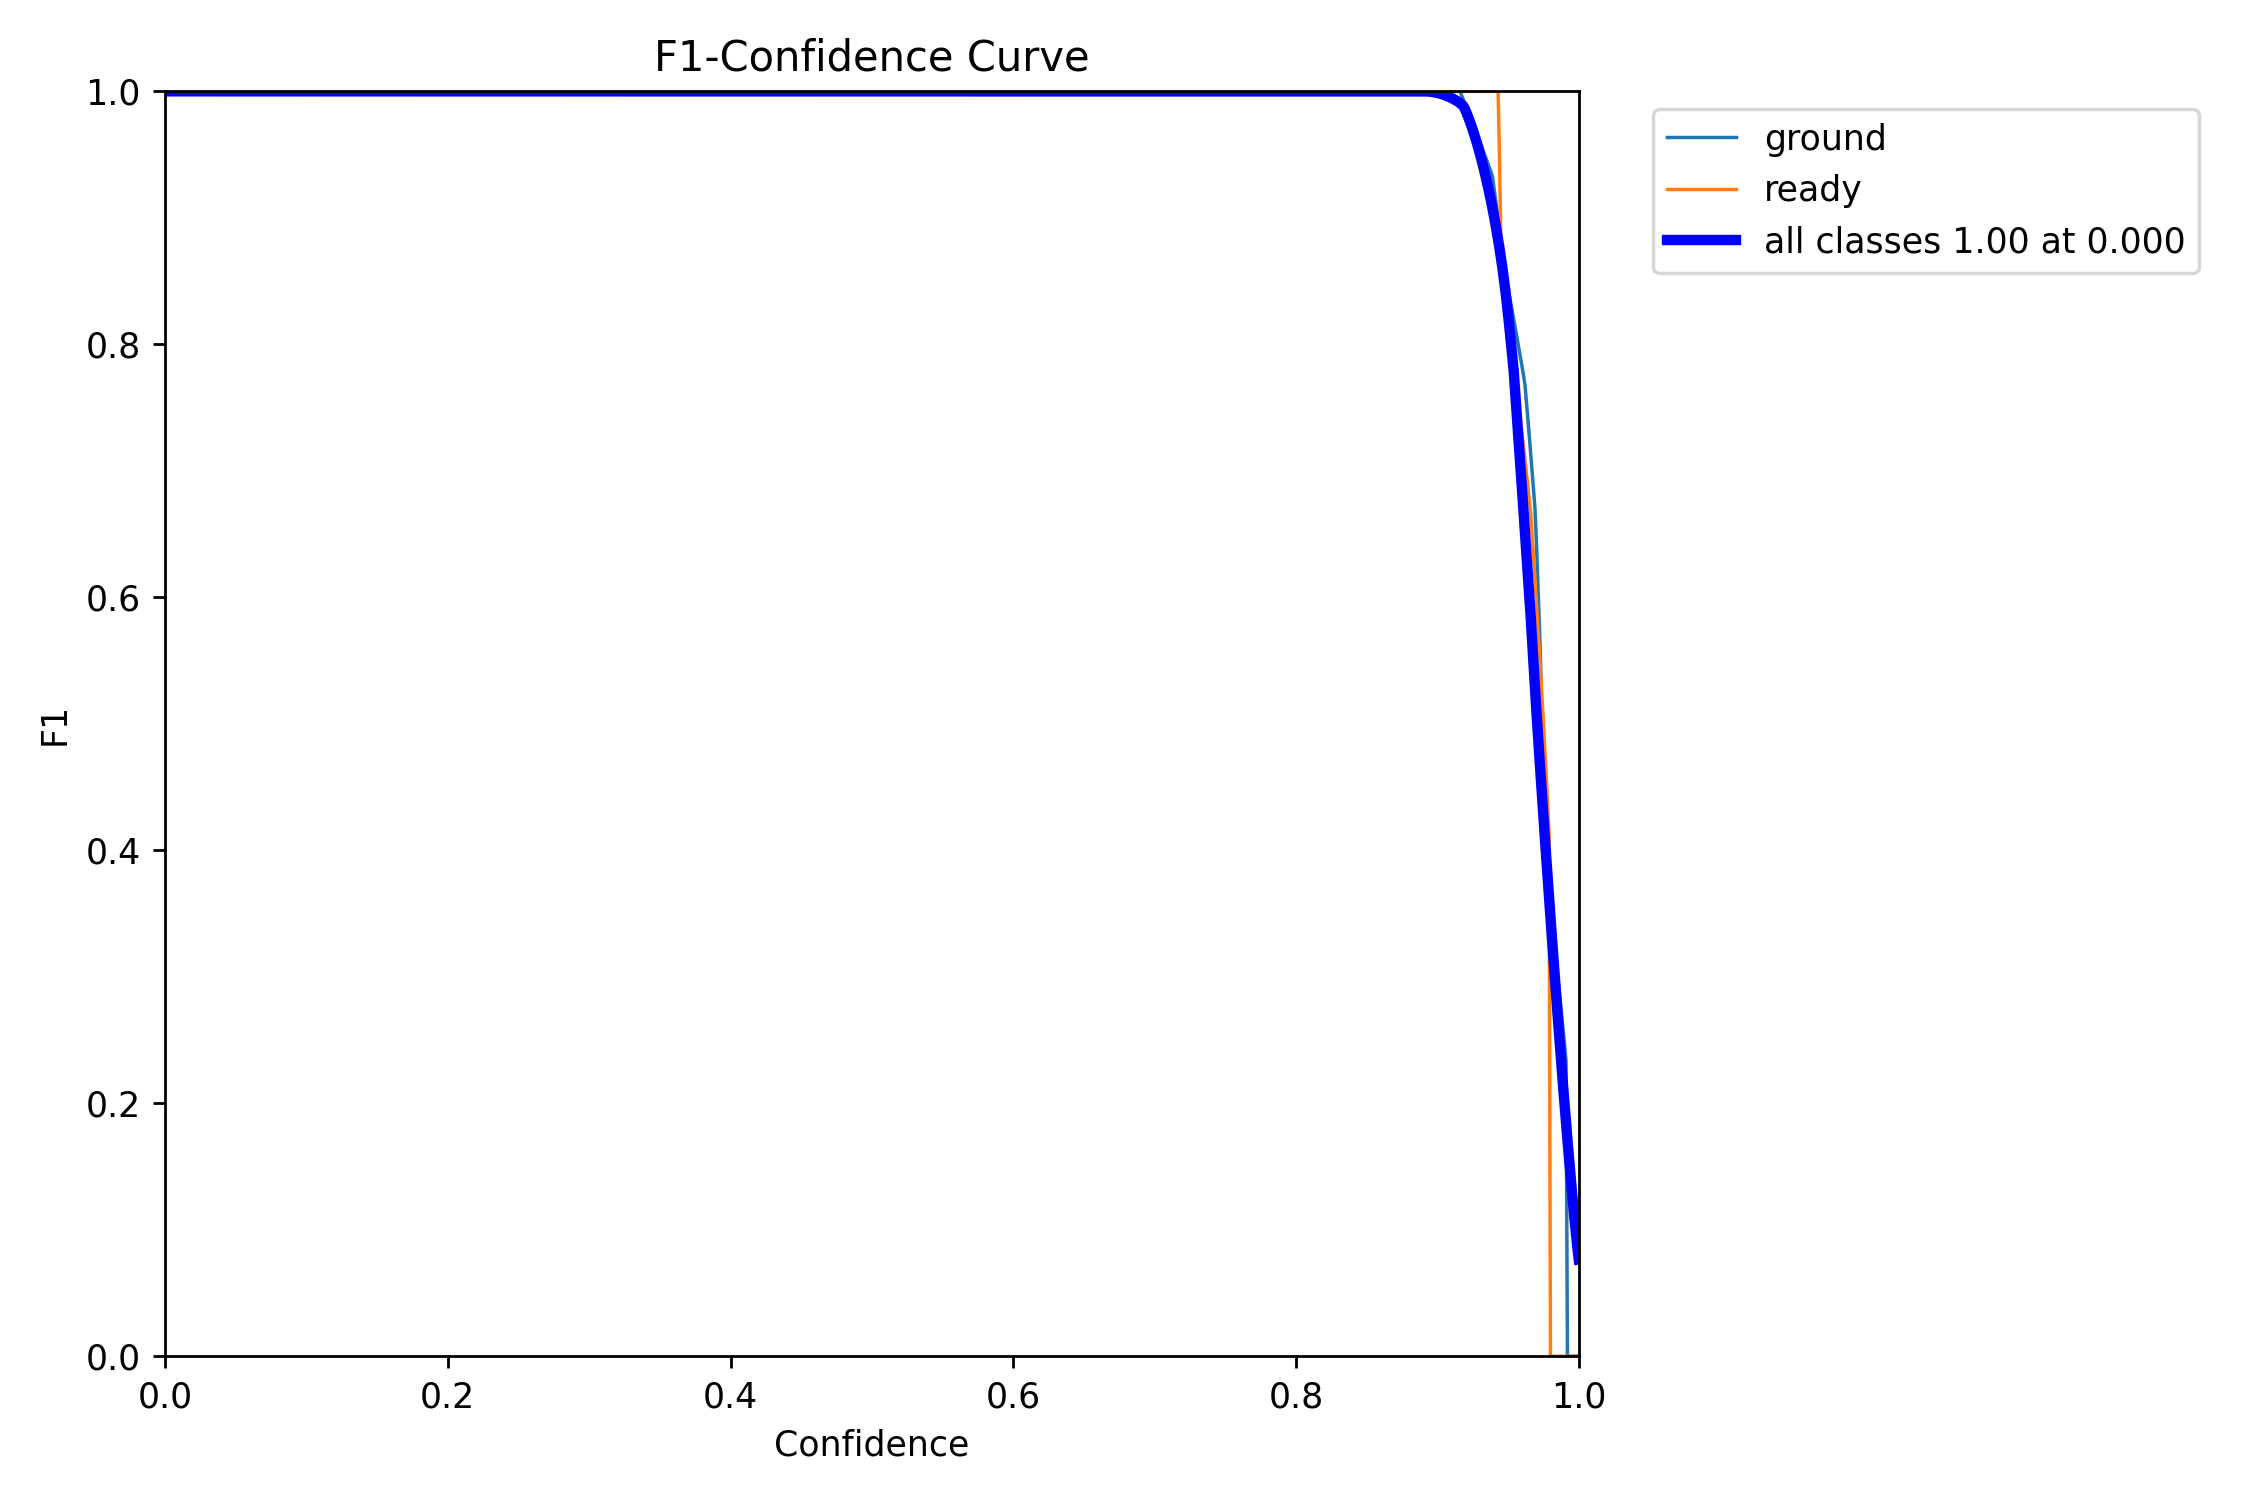 F1-Confidence Curve
1.0
0.8
0.6
0.4
0.2
0.0
F1
0.0 0.2 0.4 0.6 0.8 1.0
Confidence
ground
ready
all classes 1.00 at 0.000